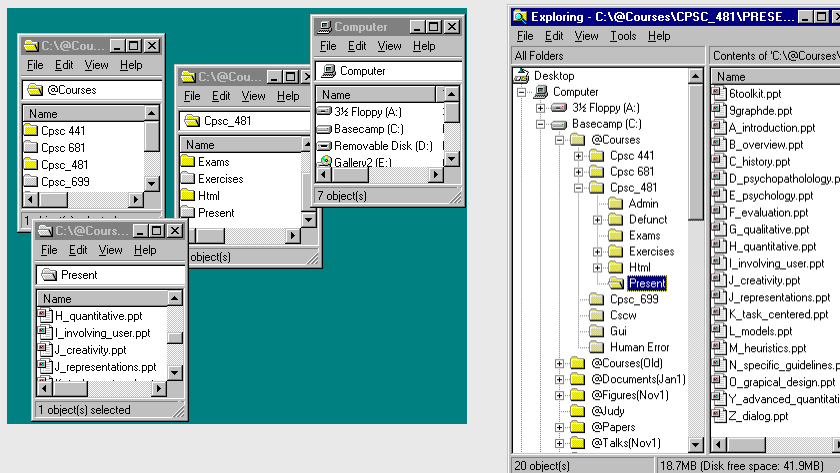 C:\@Cou...
File Edit View Help
@Courses
Name
Cpsc 441
Cpsc 681
Cpsc_481
Cpsc_699
C:\@Cou...
File Edit View Help
Cpsc_481
Name
Exams
Exercises
Html
Present
object(s)
Computer
File Edit View Help
Computer
Name
3½ Floppy (A:)
Basecamp (C:)
Removable Disk (D:)
Gallery2 (E:)
7 object(s)
C:\@Cours...
File Edit View Help
Present
Name
H_quantitative.ppt
I_involving_user.ppt
J_creativity.ppt
J_representations.ppt
1 object(s) selected
Exploring - C:\@Courses\CPSC_481\PRESE...
File Edit View Tools Help
All Folders
Desktop
Computer
3½ Floppy (A:)
Basecamp (C:)
@Courses
Cpsc 441
Cpsc 681
Cpsc_481
Admin
Defunct
Exams
Exercises
Html
Present
Cpsc_699
Cscw
Gui
Human Error
@Courses(Old)
@Documents(Jan1)
@Figures(Nov1)
@Judy
@Papers
@Talks(Nov1)
Contents of 'C:\@Courses\
Name
6toolkit.ppt
9graphde.ppt
A_introduction.ppt
B_overview.ppt
C_history.ppt
D_psychopathology.p
E_psychology.ppt
F_evaluation.ppt
G_qualitative.ppt
H_quantitative.ppt
I_involving_user.ppt
J_creativity.ppt
J_representations.ppt
K_task_centered.ppt
L_models.ppt
M_heuristics.ppt
N_specific_guidelines.p
O_grapical_design.ppt
Y_advanced_quantitati
Z_dialog.ppt
20 object(s)
18.7MB (Disk free space: 41.9MB)